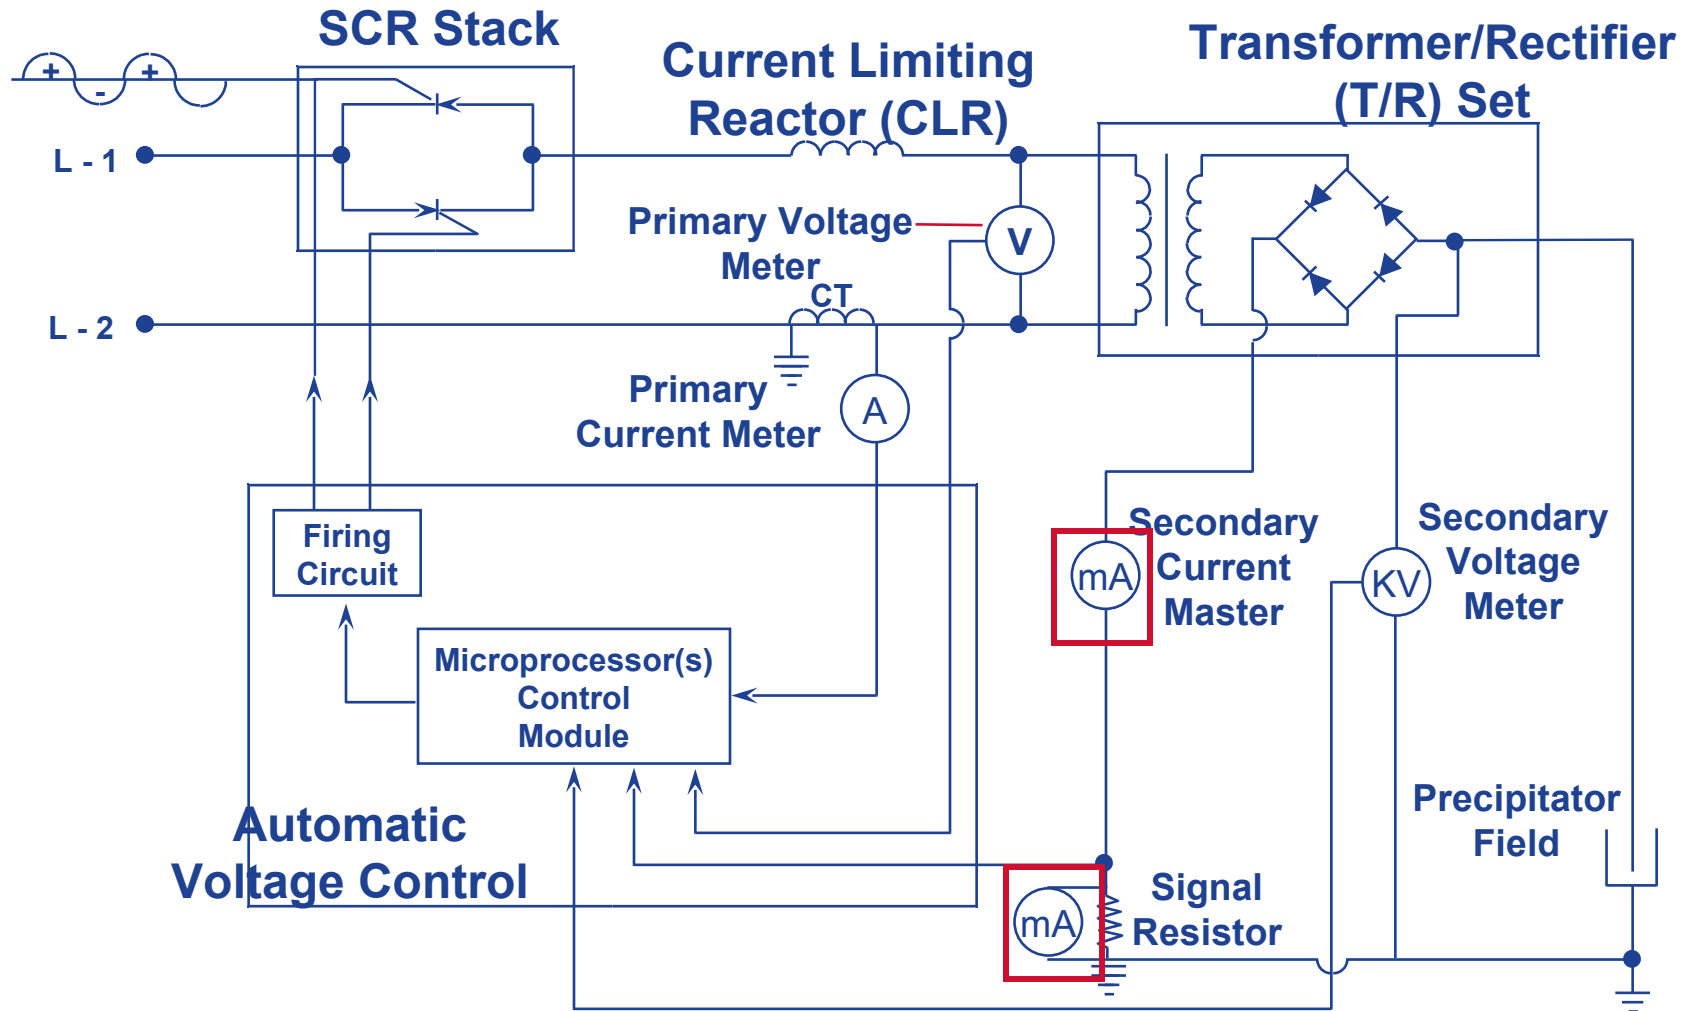 SCR Stack
Current Limiting
Reactor (CLR)
Transformer/Rectifier
(T/R) Set
+
-
+
L - 1
Primary Voltage
Meter
V
CT
L - 2
Primary
Current Meter
A
Firing
Circuit
Secondary
Current
Master
mA
Secondary
Voltage
Meter
KV
Microprocessor(s)
Control
Module
Automatic
Voltage Control
Precipitator
Field
mA
Signal
Resistor